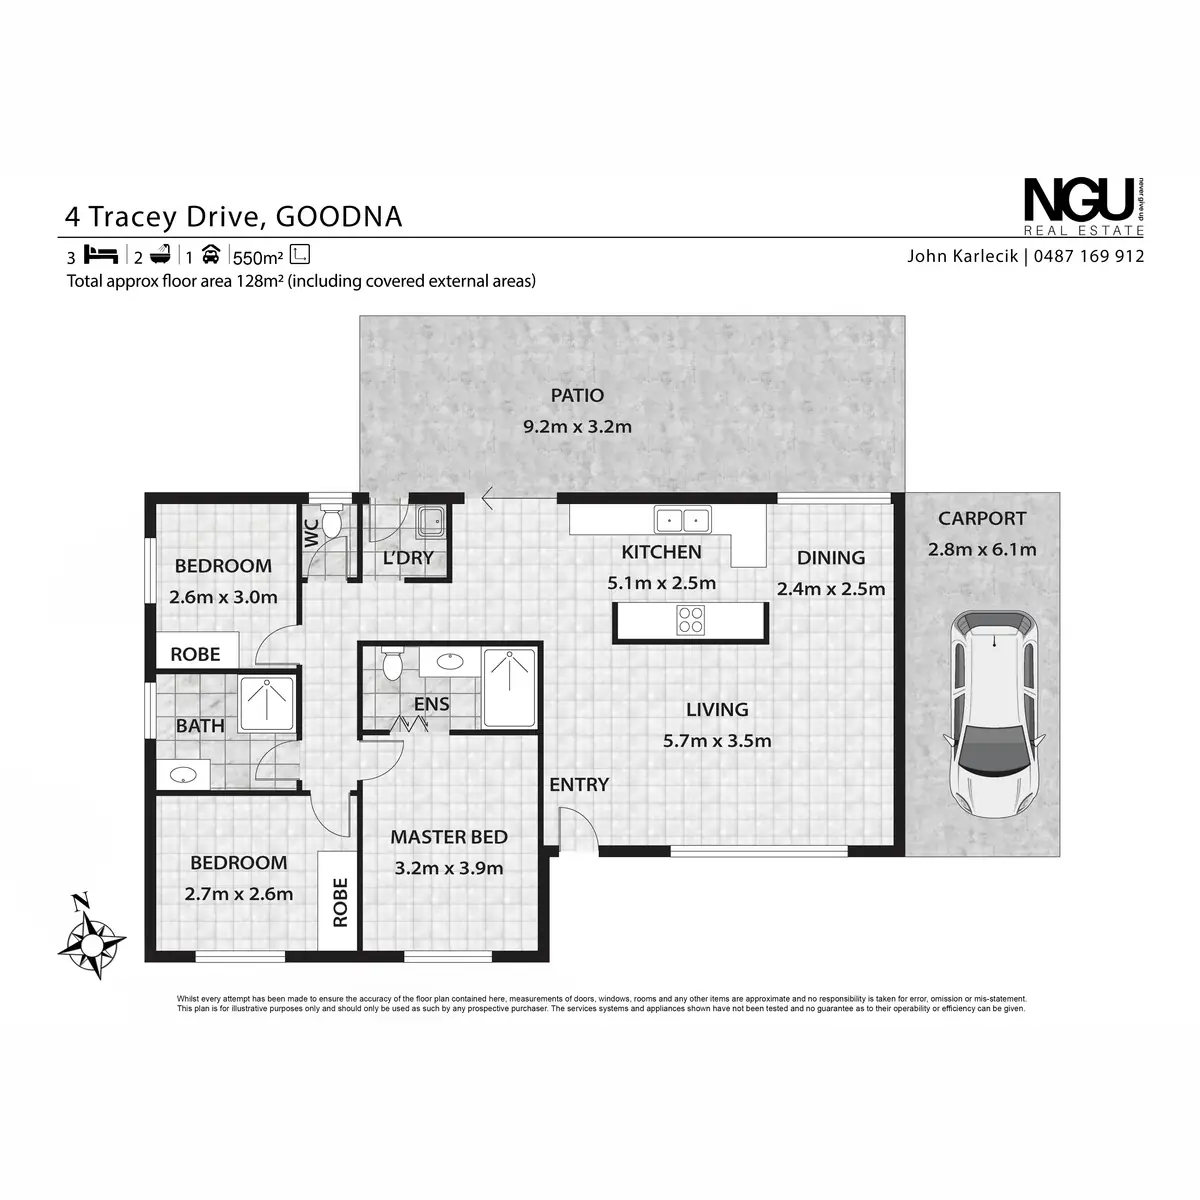 NGU
nevergiveup
REAL ESTATE
4 Tracey Drive, GOODNA
3 | 2 | 1 | 550m²
John Karlecik | 0487 169 912
Total approx floor area 128m² (including covered external areas)
PATIO
9.2m x 3.2m
WC
L'DRY
CARPORT
2.8m x 6.1m
KITCHEN
5.1m x 2.5m
DINING
2.4m x 2.5m
BEDROOM
2.6m x 3.0m
ROBE
BATH
ENS
LIVING
5.7m x 3.5m
ENTRY
MASTER BED
3.2m x 3.9m
BEDROOM
2.7m x 2.6m
ROBE
N
Whilst every attempt has been made to ensure the accuracy of the floor plan contained here, measurements of doors, windows, rooms and any other items are approximate and no responsibility is taken for error, omission or mis-statement.
This plan is for illustrative purposes only and should only be used as such by any prospective purchaser. The services systems and appliances shown have not been tested and no guarantee as to their operability or efficiency can be given.